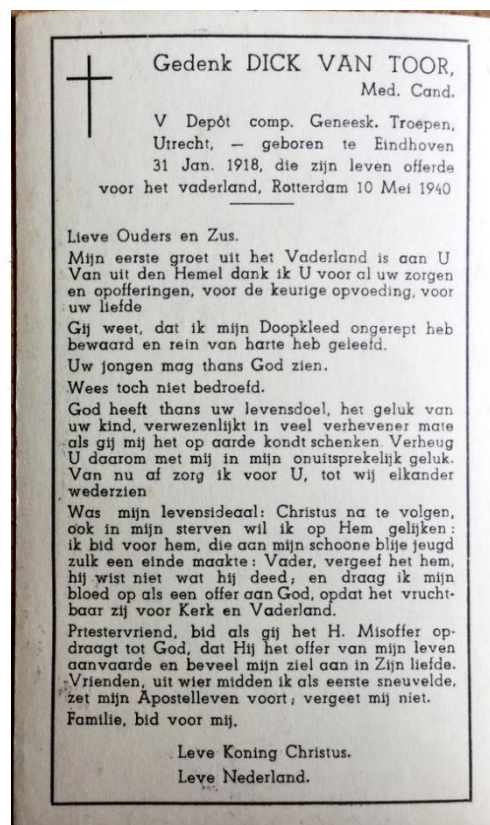 Gedenk DICK VAN TOOR,
Med. Cand.
V Depôt comp. Geneesk. Troepen,
Utrecht, — geboren te Eindhoven
31 Jan. 1918, die zijn leven offerde
voor het vaderland, Rotterdam 10 Mei 1940
Lieve Ouders en Zus.
Mijn eerste groet uit het Vaderland is aan U
Van uit den Hemel dank ik U voor al uw zorgen
en opofferingen, voor de keurige opvoeding, voor
uw liefde
Gij weet, dat ik mijn Doopkleed ongerept heb
bewaard en rein van harte heb geleefd.
Uw jongen mag thans God zien.
Wees toch niet bedroefd.
God heeft thans uw levensdoel, het geluk van
uw kind, verwezenlijkt in veel verhevener mate
als gij mij het op aarde kondt schenken. Verheug
U daarom met mij in mijn onuitsprekelijk geluk.
Van nu af zorg ik voor U, tot wij elkander
wederzien
Was mijn levensideaal: Christus na te volgen,
ook in mijn sterven wil ik op Hem gelijken:
ik bid voor hem, die aan mijn schoone blije jeugd
zulk een einde maakte: Vader, vergeef het hem,
hij wist niet wat hij deed; en draag ik mijn
bloed op als een offer aan God, opdat het vrucht-
baar zij voor Kerk en Vaderland.
Prtestervriend, bid als gij het H. Misoffer op-
draagt tot God, dat Hij het offer van mijn leven
aanvaarde en beveel mijn ziel aan in Zijn liefde.
Vrienden, uit wier midden ik als eerste sneuvelde,
zet mijn Apostelleven voort; vergeet mij niet.
Familie, bid voor mij.
Leve Koning Christus.
Leve Nederland.